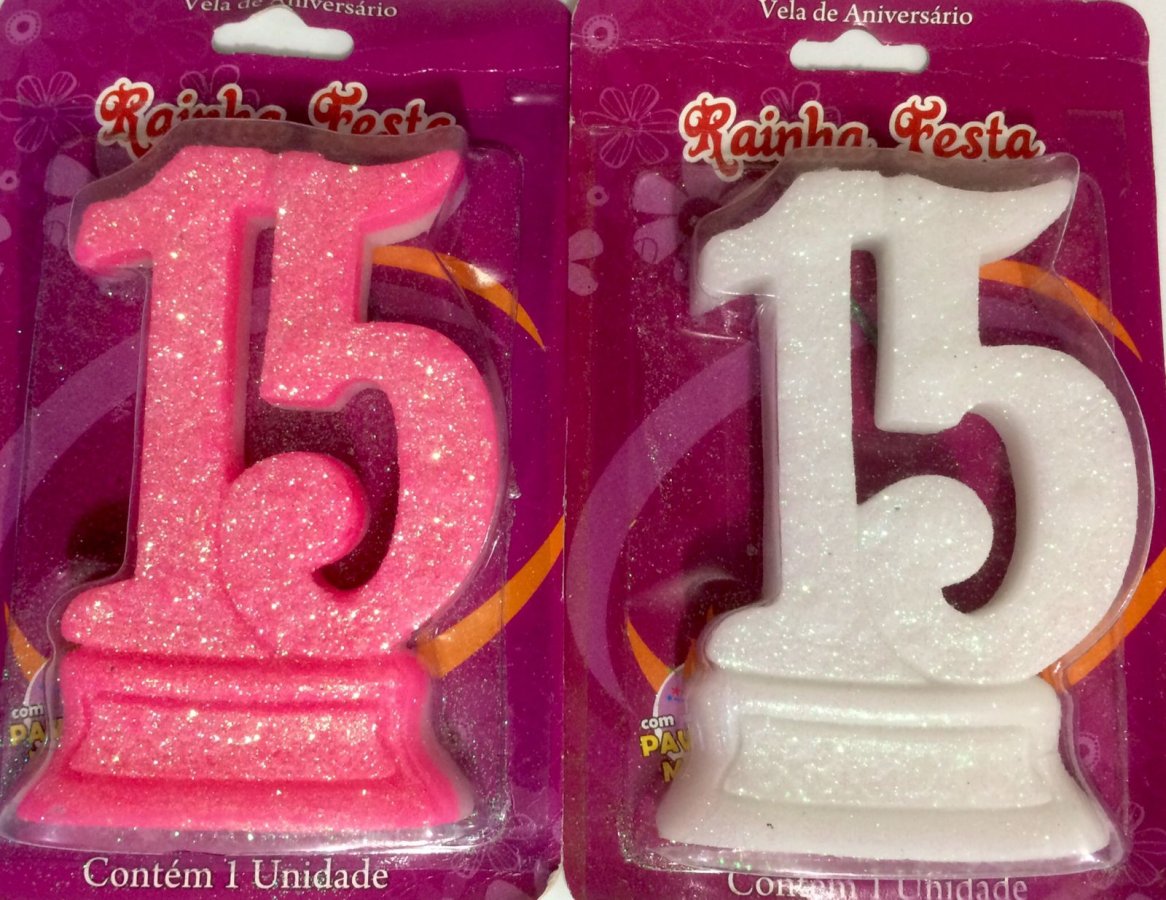 Vela de Aniversário
Rainha Festa
15
com
Contém 1 Unidade
Vela de Aniversário
Rainha Festa
15
com
Contém 1 Unidade